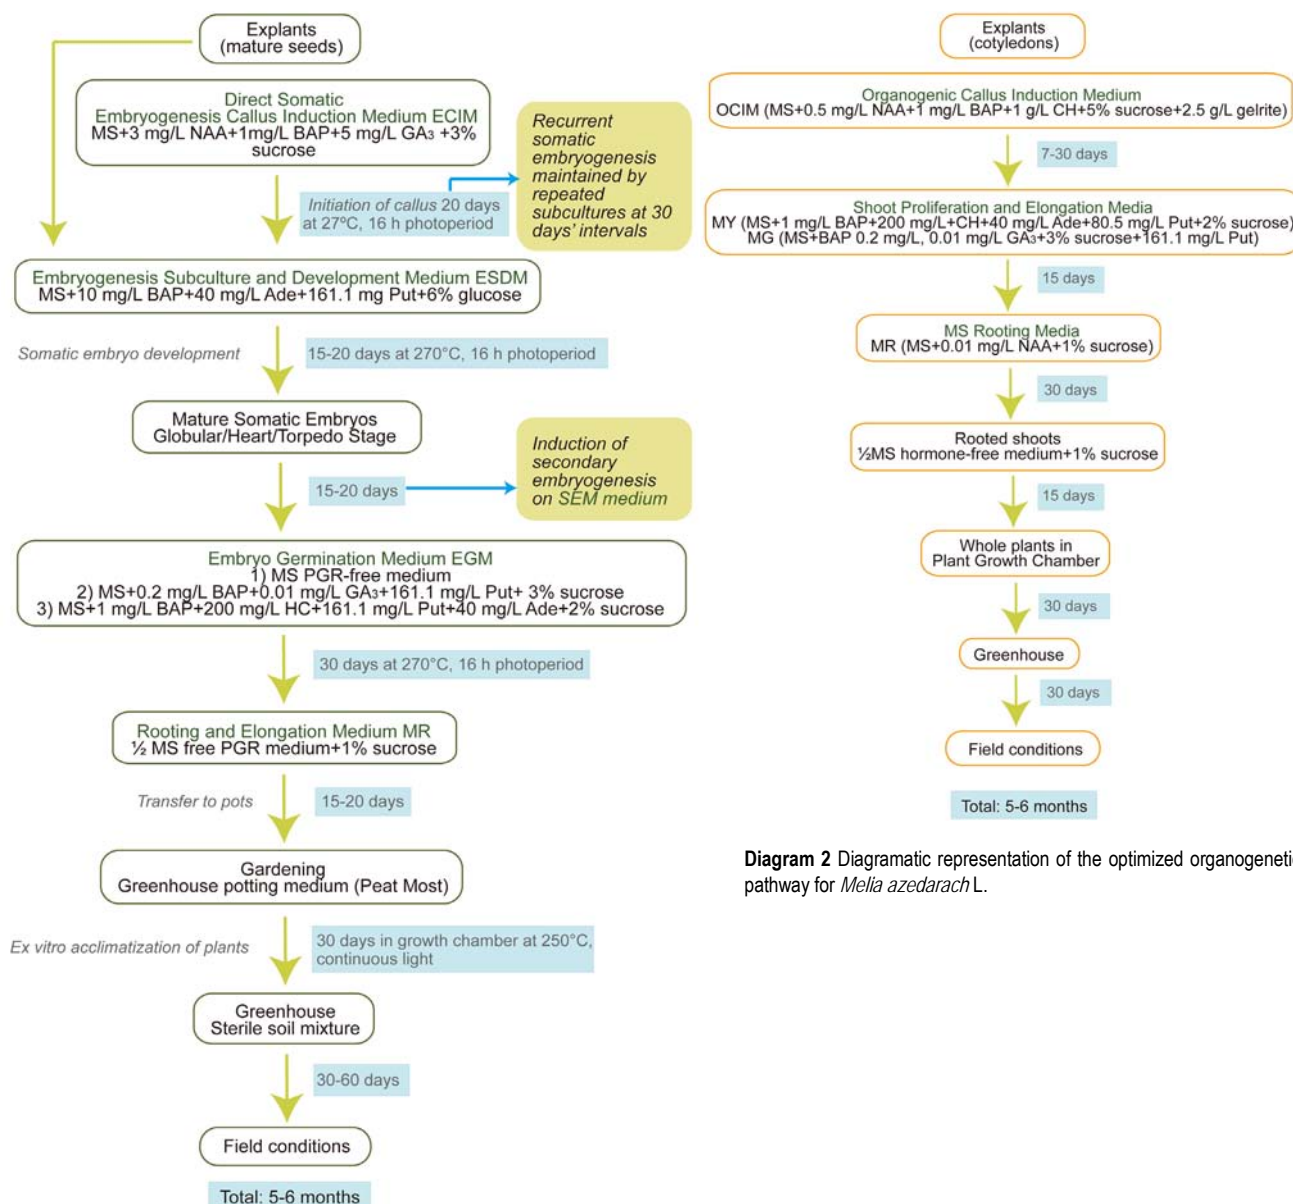 Explants
(mature seeds)
Direct Somatic
Embryogenesis Callus Induction Medium ECIM
MS+3 mg/L NAA+1mg/L BAP+5 mg/L GA₃ +3%
sucrose
Recurrent
somatic
embryogenesis
maintained by
repeated
subcultures at 30
days' intervals
Initiation of callus 20 days
at 27ºC, 16 h photoperiod
Embryogenesis Subculture and Development Medium ESDM
MS+10 mg/L BAP+40 mg/L Ade+161.1 mg Put+6% glucose
Somatic embryo development
15-20 days at 270°C, 16 h photoperiod
Mature Somatic Embryos
Globular/Heart/Torpedo Stage
15-20 days
Induction of
secondary
embryogenesis
on SEM medium
Embryo Germination Medium EGM
1) MS PGR-free medium
2) MS+0.2 mg/L BAP+0.01 mg/L GA₃+161.1 mg/L Put+ 3% sucrose
3) MS+1 mg/L BAP+200 mg/L HC+161.1 mg/L Put+40 mg/L Ade+2% sucrose
30 days at 270°C, 16 h photoperiod
Rooting and Elongation Medium MR
½ MS free PGR medium+1% sucrose
Transfer to pots
15-20 days
Gardening
Greenhouse potting medium (Peat Most)
Ex vitro acclimatization of plants
30 days in growth chamber at 250°C,
continuous light
Greenhouse
Sterile soil mixture
30-60 days
Field conditions
Total: 5-6 months
Explants
(cotyledons)
Organogenic Callus Induction Medium
OCIM (MS+0.5 mg/L NAA+1 mg/L BAP+1 g/L CH+5% sucrose+2.5 g/L gelrite)
7-30 days
Shoot Proliferation and Elongation Media
MY (MS+1 mg/L BAP+200 mg/L+CH+40 mg/L Ade+80.5 mg/L Put+2% sucrose)
MG (MS+BAP 0.2 mg/L, 0.01 mg/L GA₃+3% sucrose+161.1 mg/L Put)
15 days
MS Rooting Media
MR (MS+0.01 mg/L NAA+1% sucrose)
30 days
Rooted shoots
½MS hormone-free medium+1% sucrose
15 days
Whole plants in
Plant Growth Chamber
30 days
Greenhouse
30 days
Field conditions
Total: 5-6 months
Diagram 2 Diagramatic representation of the optimized organogenetic
pathway for Melia azedarach L.